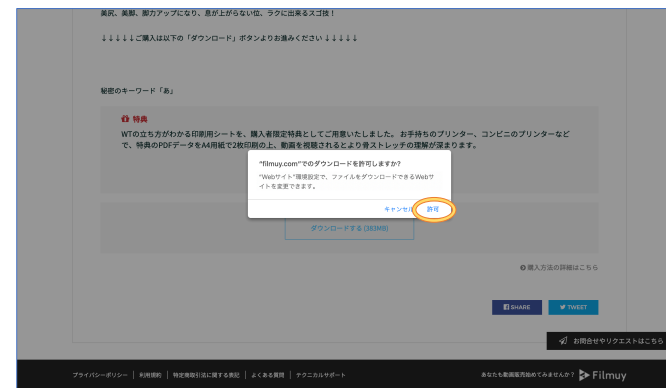 美尻、美脚、脚力アップになり、息が上がらない位、ラクに出来るスゴ技！
↓↓↓↓↓ご購入は以下の「ダウンロード」ボタンよりお進みください↓↓↓↓↓
秘密のキーワード「あ」
特典
WTの立ち方がわかる印刷用シートを、購入者限定特典としてご用意いたしました。 お手持ちのプリンター、コンビニのプリンターなど
で、特典のPDFデータをA4用紙で2枚印刷の上、動画を視聴されるとより骨ストレッチの理解が深まります。
"filmuy.com"でのダウンロードを許可しますか?
"Webサイト"環境設定で、ファイルをダウンロードできるWebサ
イトを変更できます。
キャンセル 許可
ダウンロードする (383MB)
購入方法の詳細はこちら
SHARE TWEET
お問合せやリクエストはこちら
プライバシーポリシー | 利用規約 | 特定商取引法に関する表記 | よくある質問 | テクニカルサポート
あなたも動画販売始めてみませんか? Filmuy